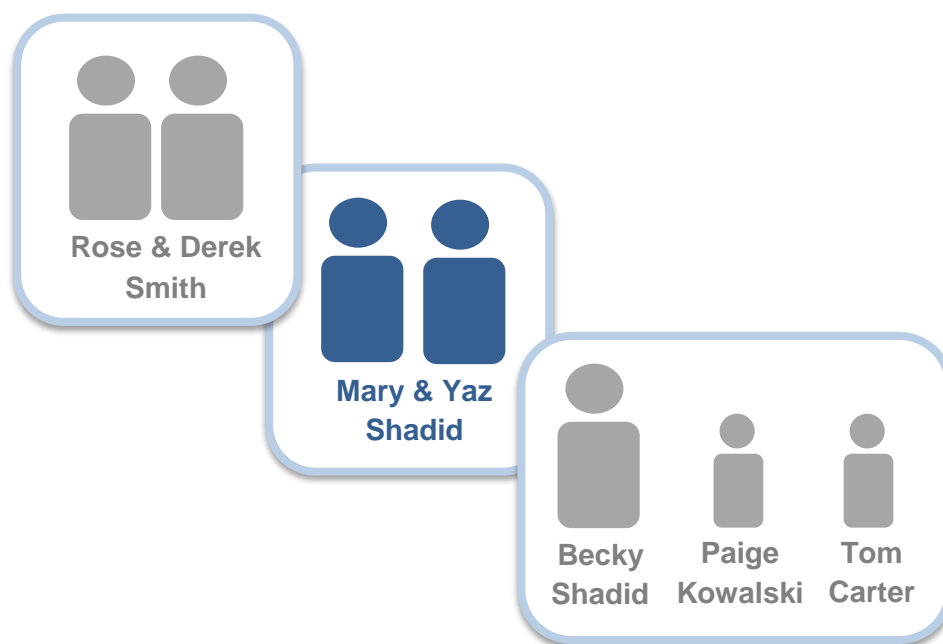 Rose & Derek
Smith
Mary & Yaz
Shadid
Becky
Shadid
Paige
Kowalski
Tom
Carter